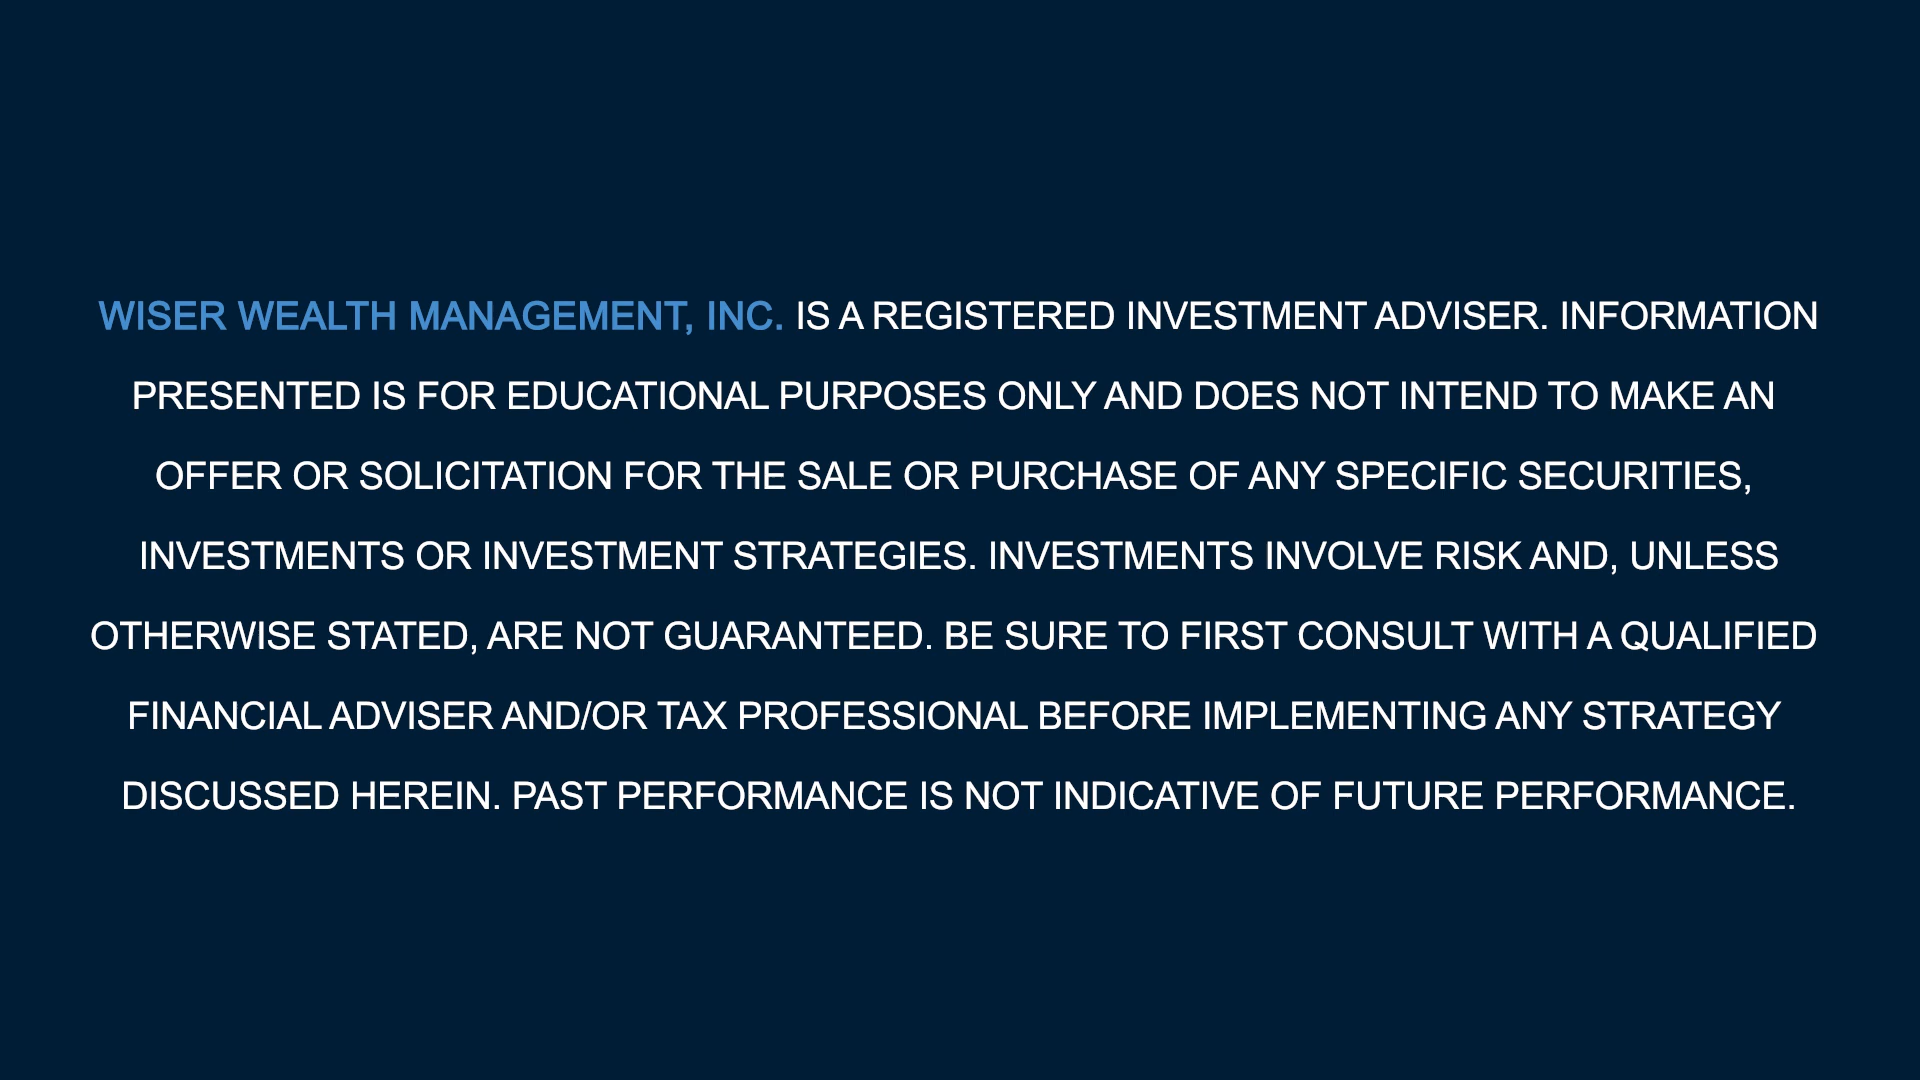 WISER WEALTH MANAGEMENT, INC. IS A REGISTERED INVESTMENT ADVISER. INFORMATION
PRESENTED IS FOR EDUCATIONAL PURPOSES ONLY AND DOES NOT INTEND TO MAKE AN
OFFER OR SOLICITATION FOR THE SALE OR PURCHASE OF ANY SPECIFIC SECURITIES,
INVESTMENTS OR INVESTMENT STRATEGIES. INVESTMENTS INVOLVE RISK AND, UNLESS
OTHERWISE STATED, ARE NOT GUARANTEED. BE SURE TO FIRST CONSULT WITH A QUALIFIED
FINANCIAL ADVISER AND/OR TAX PROFESSIONAL BEFORE IMPLEMENTING ANY STRATEGY
DISCUSSED HEREIN. PAST PERFORMANCE IS NOT INDICATIVE OF FUTURE PERFORMANCE.